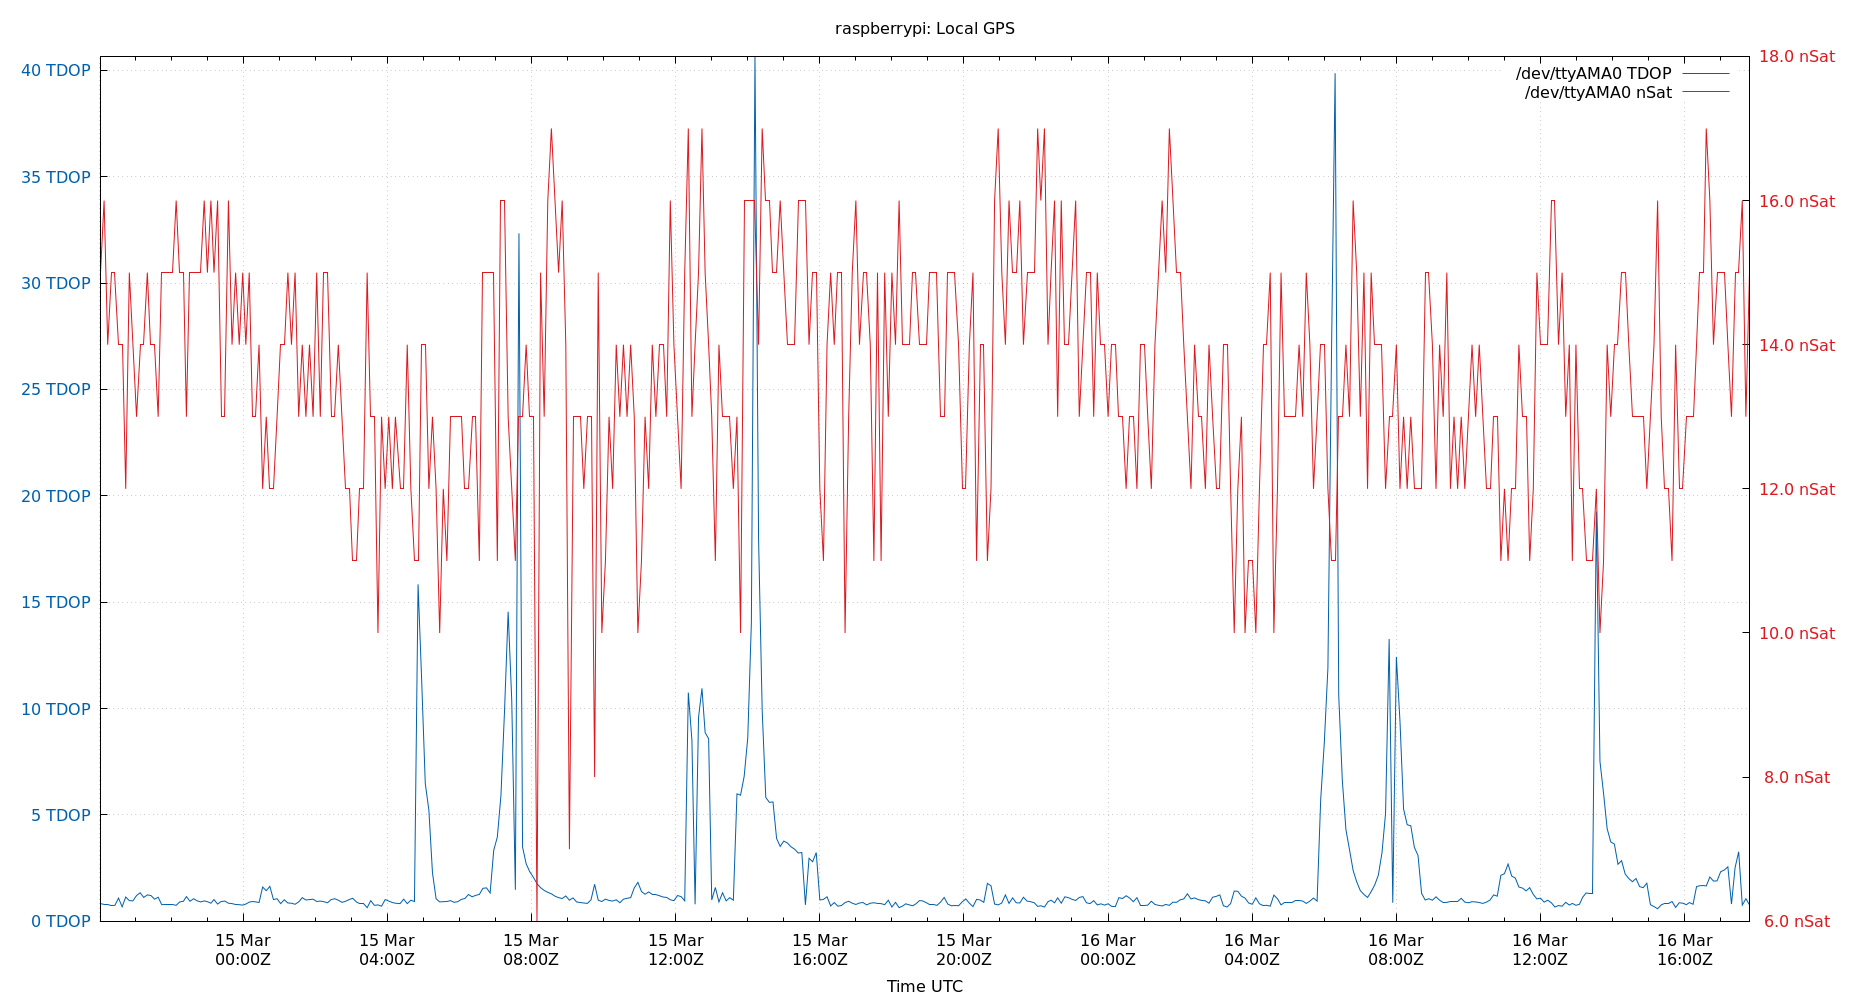 raspberrypi: Local GPS
40 TDOP
35 TDOP
30 TDOP
25 TDOP
20 TDOP
15 TDOP
10 TDOP
5 TDOP
0 TDOP
/dev/ttyAMA0 TDOP
/dev/ttyAMA0 nSat
18.0 nSat
16.0 nSat
14.0 nSat
12.0 nSat
10.0 nSat
8.0 nSat
6.0 nSat
15 Mar
00:00Z
15 Mar
04:00Z
15 Mar
08:00Z
15 Mar
12:00Z
15 Mar
16:00Z
15 Mar
20:00Z
16 Mar
00:00Z
16 Mar
04:00Z
16 Mar
08:00Z
16 Mar
12:00Z
16 Mar
16:00Z
Time UTC